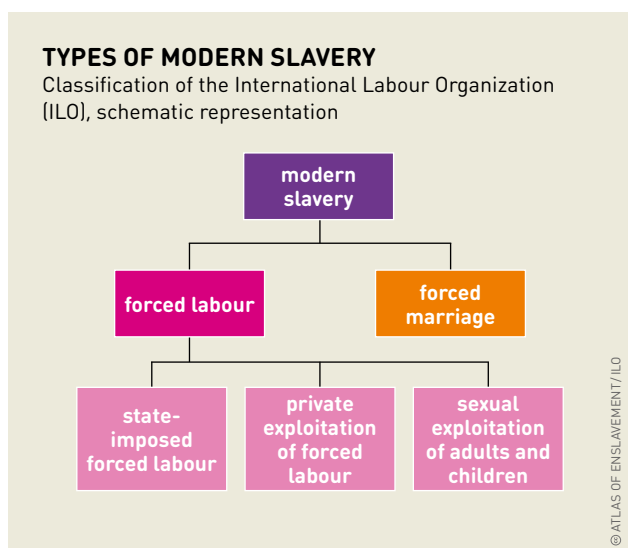 TYPES OF MODERN SLAVERY
Classification of the International Labour Organization
(ILO), schematic representation
modern
slavery
forced labour
forced
marriage
state-
imposed
forced labour
private
exploitation
of forced
labour
sexual
exploitation
of adults and
children
© ATLAS OF ENSLAVEMENT/ILO